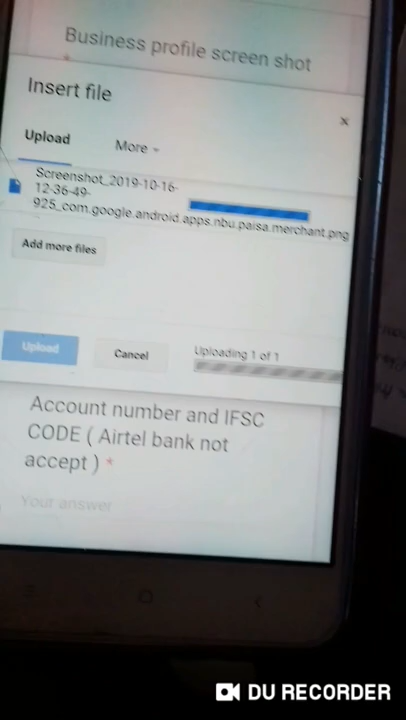 Business profile screen shot
*
Insert file
×
Upload
More
Screenshot_2019-10-16-
12-36-49-
925_com.google.android.apps.nbu.paisa.merchant.png
Add more files
Upload
Cancel
Uploading 1 of 1
Account number and IFSC
CODE ( Airtel bank not
accept ) *
Your answer
DU RECORDER